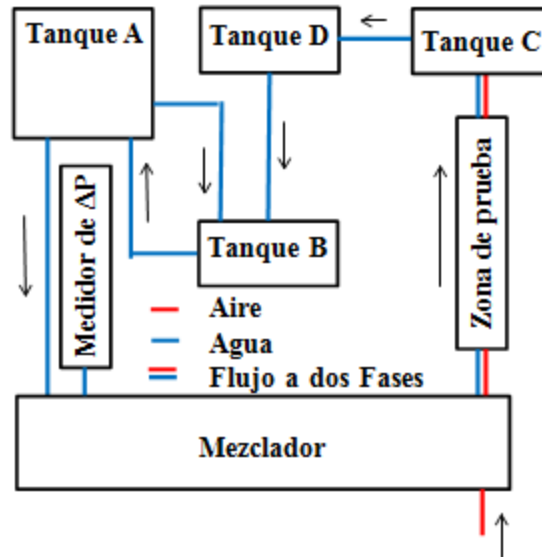 Tanque A
Tanque D
Tanque C
Medidor de ΔP
Tanque B
Zona de prueba
Aire
Agua
Flujo a dos Fases
Mezclador